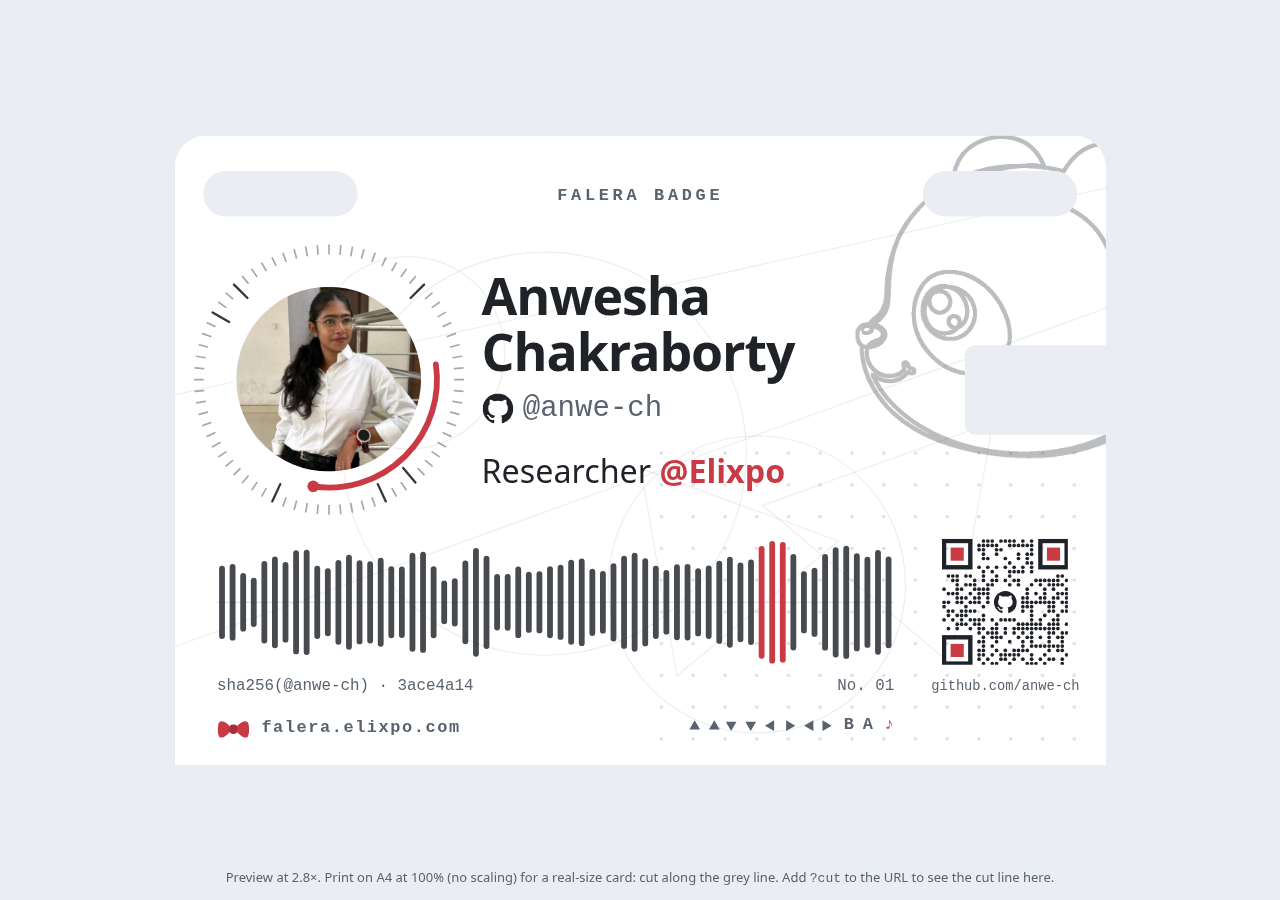 FALERA BADGE
Anwesha
Chakraborty
@anwe-ch
Researcher @Elixpo
sha256(@anwe-ch) · 3ace4a14
No. 01
github.com/anwe-ch
falera.elixpo.com
▲ ▲ ▼ ▼ ◀ ▶ ◀ ▶ B A ♪
Preview at 2.8×. Print on A4 at 100% (no scaling) for a real-size card: cut along the grey line. Add ?cut to the URL to see the cut line here.